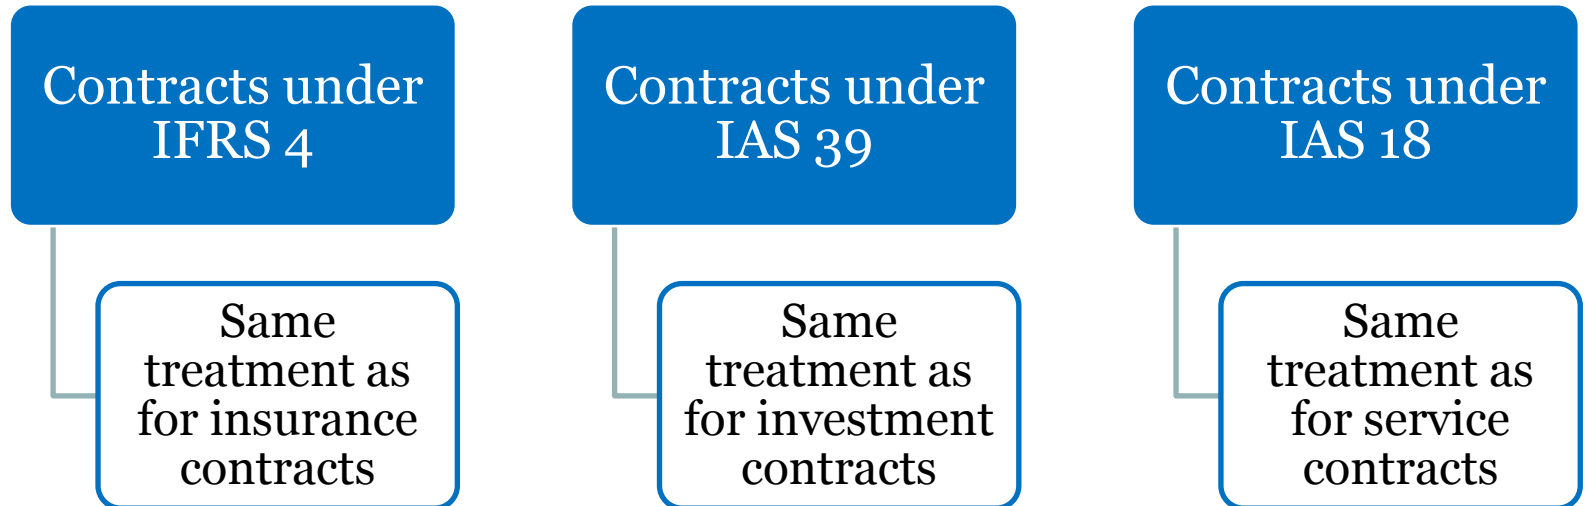 Contracts under
IFRS 4
Same
treatment as
for insurance
contracts
Contracts under
IAS 39
Same
treatment as
for investment
contracts
Contracts under
IAS 18
Same
treatment as
for service
contracts